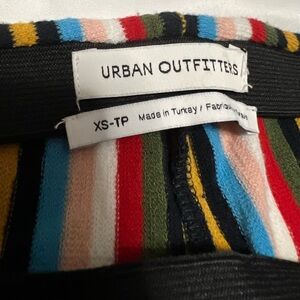 URBAN OUTFITTERS
XS-TP Made in Turkey /